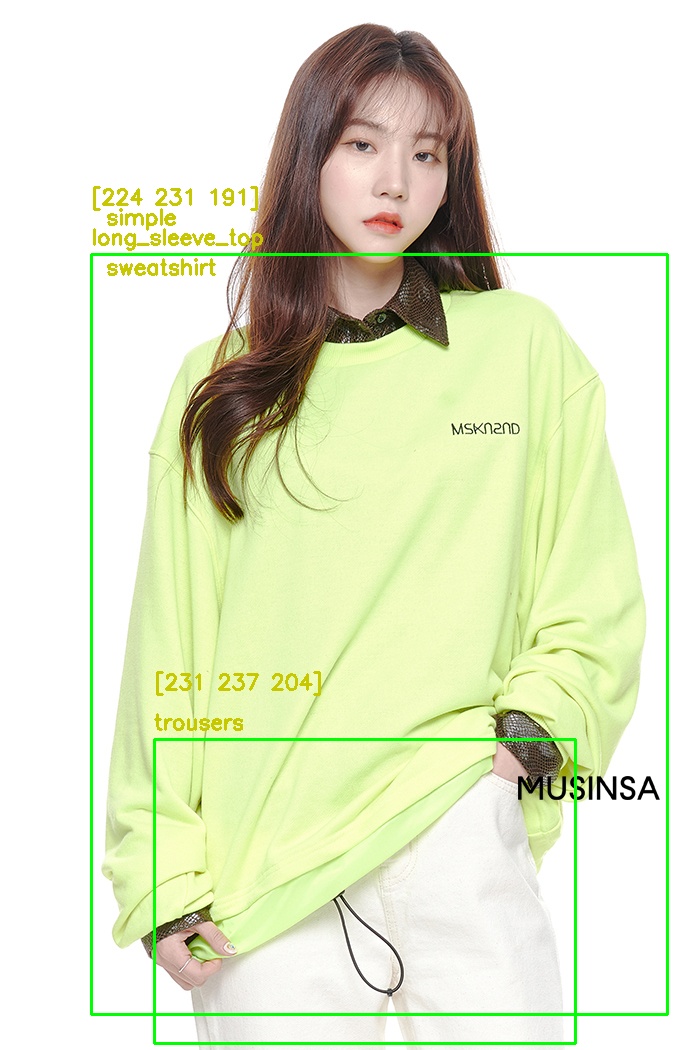 [224 231 191]
simple
long_sleeve_top
sweatshirt
MSKN2ND
[231 237 204]
trousers
MUSINSA